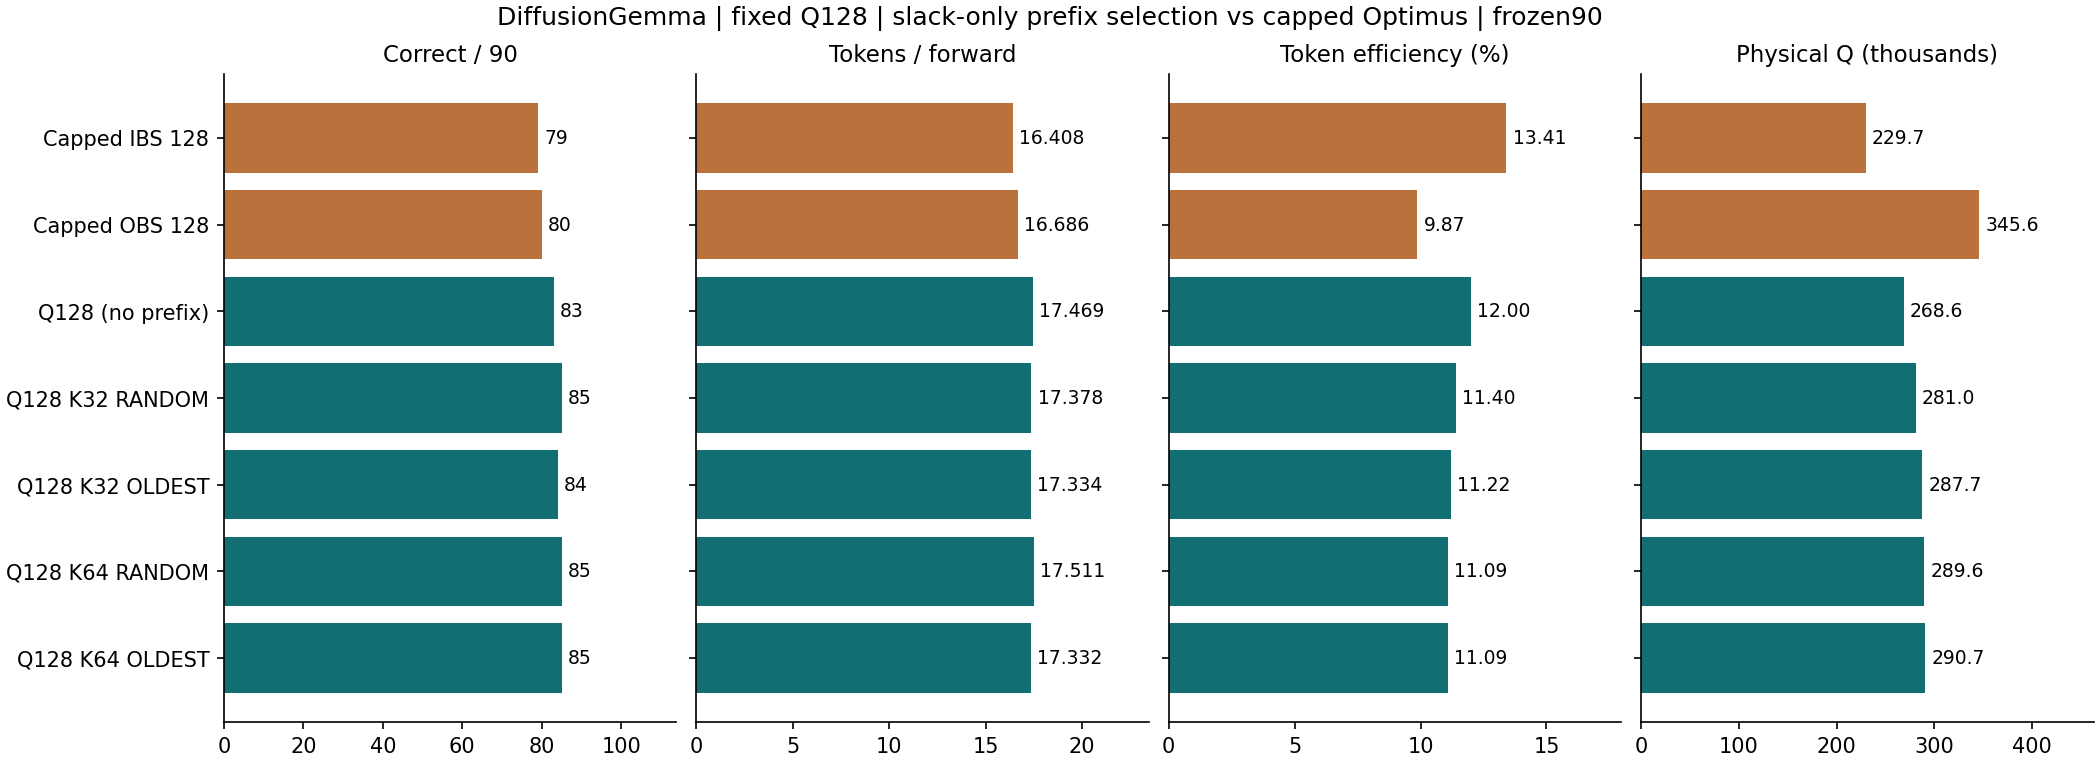 DiffusionGemma | fixed Q128 | slack-only prefix selection vs capped Optimus | frozen90
Correct / 90
Tokens / forward
Token efficiency (%)
Physical Q (thousands)
Capped IBS 128
79
16.408
13.41
229.7
Capped OBS 128
80
16.686
9.87
345.6
Q128 (no prefix)
83
17.469
12.00
268.6
Q128 K32 RANDOM
85
17.378
11.40
281.0
Q128 K32 OLDEST
84
17.334
11.22
287.7
Q128 K64 RANDOM
85
17.511
11.09
289.6
Q128 K64 OLDEST
85
17.332
11.09
290.7
0 20 40 60 80 100
0 5 10 15 20
0 5 10 15
0 100 200 300 400